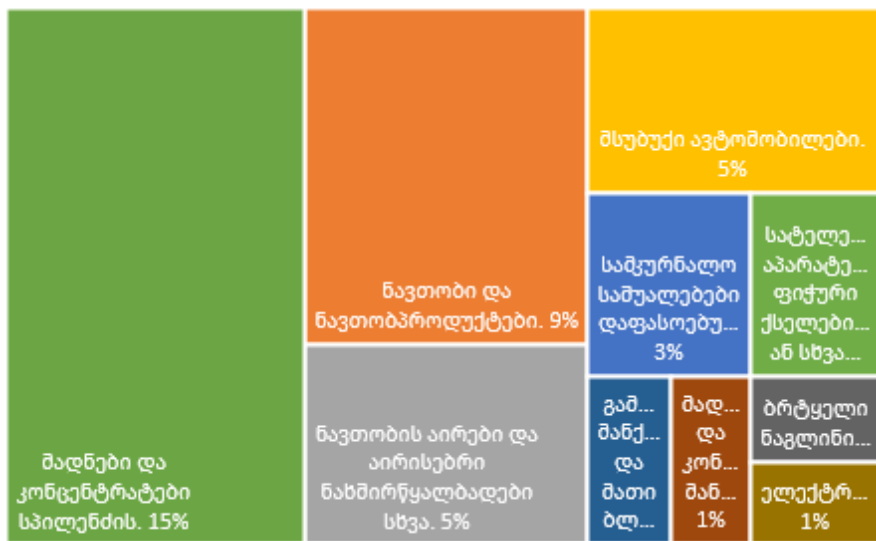 მადნები და
კონცენტრატები
სპილენძის. 15%
ნავთობი და
ნავთობპროდუქტები. 9%
ნავთობის აირები და
აირისებრი
ნახშირწყალბადები
სხვა. 5%
მსუბუქი ავტომობილები.
5%
სამკურნალო
საშუალებები
დაფასოებუ...
3%
სატელე...
აპარატე...
ფიჭური
ქსელები...
ან სხვა...
გამ...
მანქ...
და
მათი
ბლ...
მად...
და
კონ...
მან...
1%
ბრტყელი
ნაგლინი...
ელექტრ...
1%